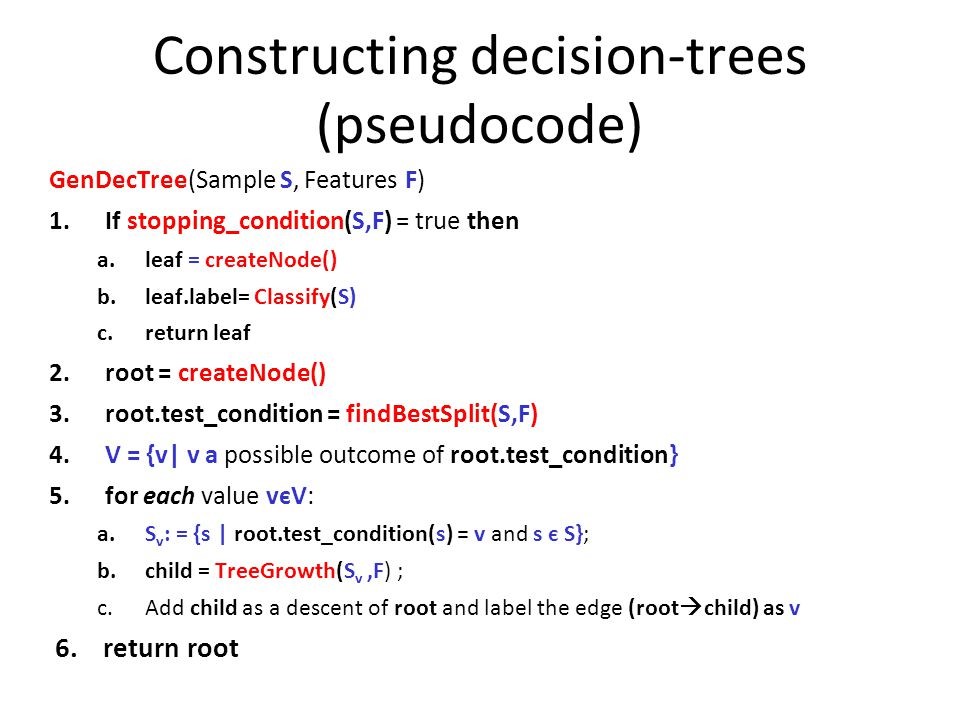 Constructing decision-trees
(pseudocode)
GenDecTree(Sample S, Features F)
1. If stopping_condition(S,F) = true then
a. leaf = createNode()
b. leaf.label= Classify(S)
c. return leaf
2. root = createNode()
3. root.test_condition = findBestSplit(S,F)
4. V = {v| v a possible outcome of root.test_condition}
5. for each value vєV:
a. Sv: = {s | root.test_condition(s) = v and s є S};
b. child = TreeGrowth(Sv ,F) ;
c. Add child as a descent of root and label the edge (root→child) as v
6. return root